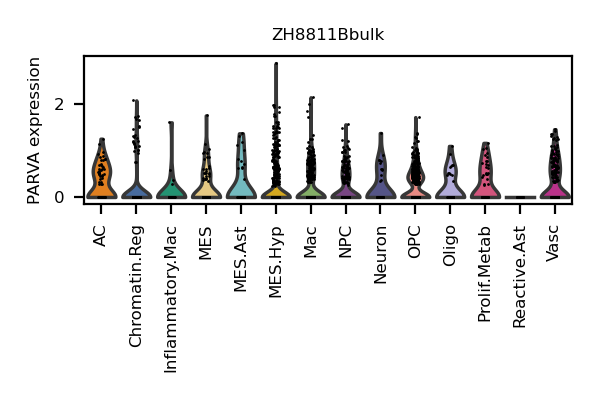 ZH8811Bbulk
PARVA expression
2
0
AC
Chromatin.Reg
Inflammatory.Mac
MES
MES.Ast
MES.Hyp
Mac
NPC
Neuron
OPC
Oligo
Prolif.Metab
Reactive.Ast
Vasc